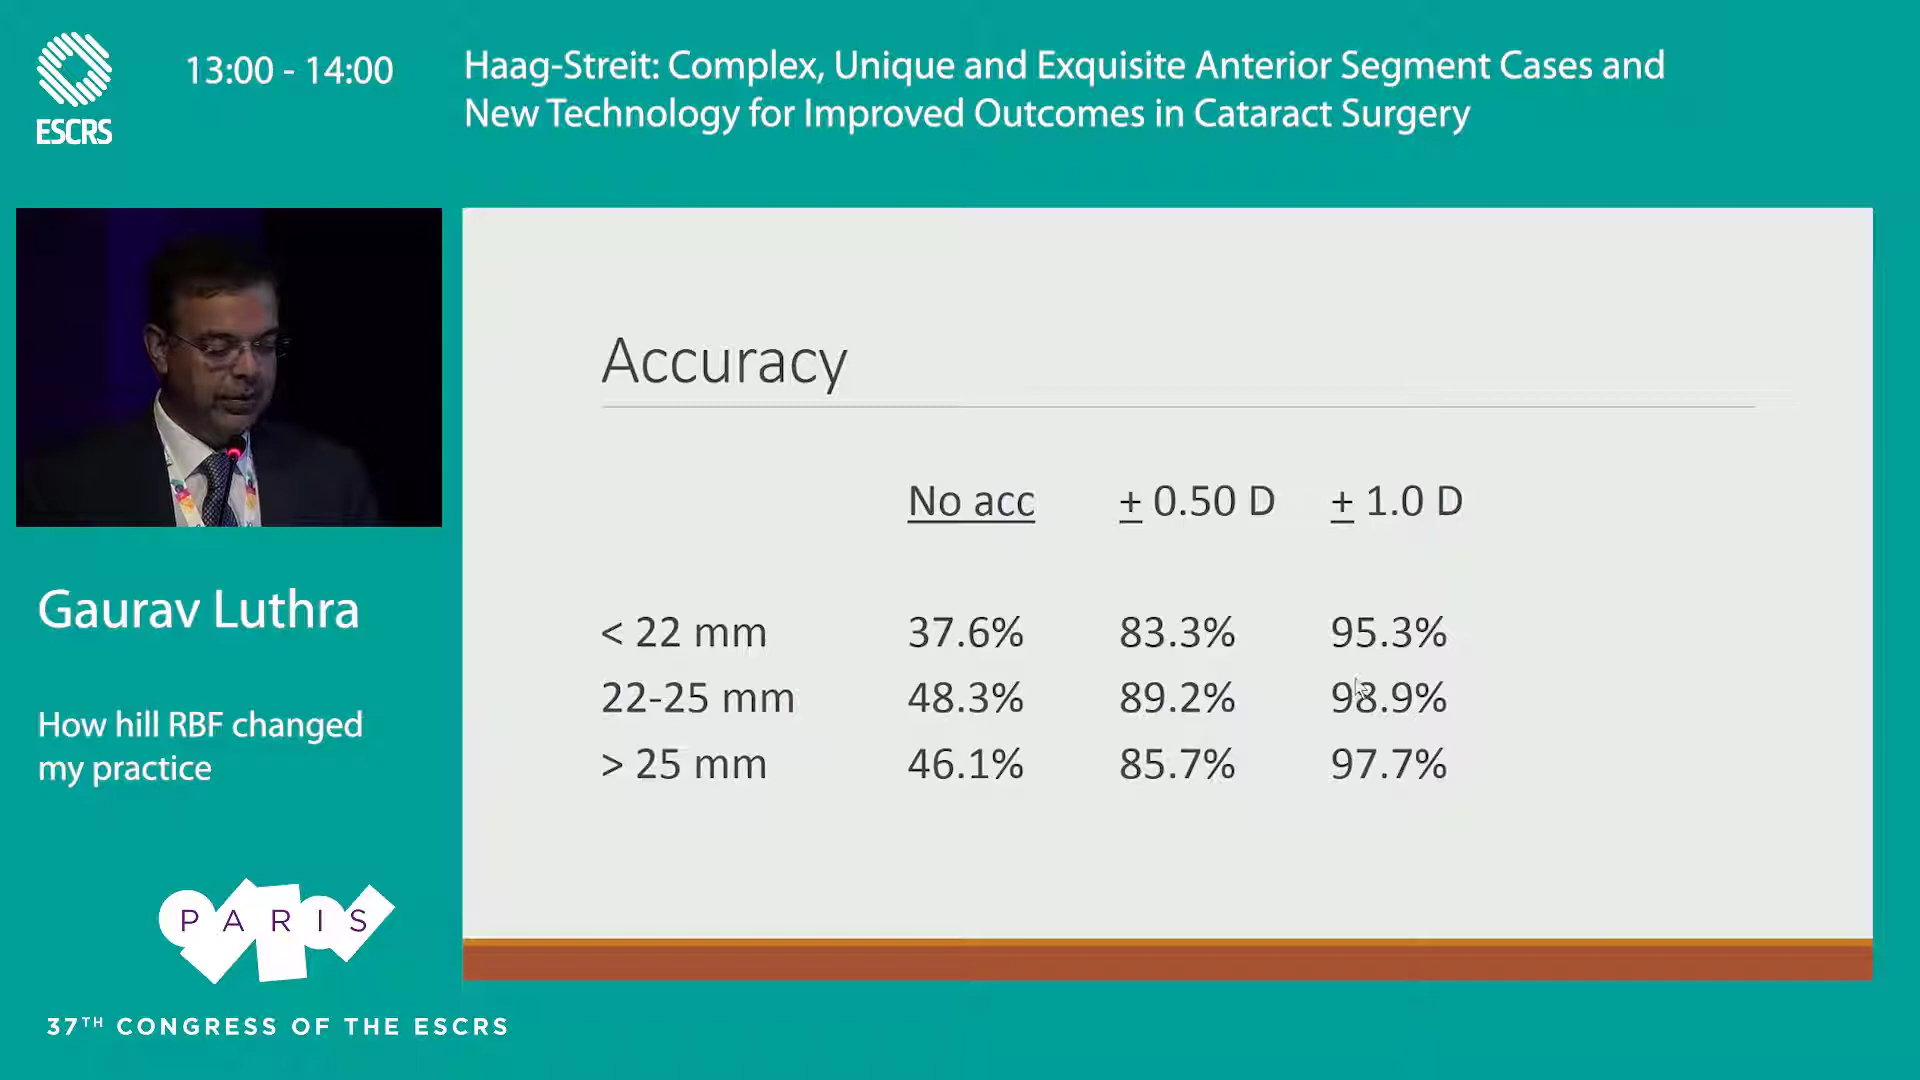 ESCRS
13:00 - 14:00
Haag-Streit: Complex, Unique and Exquisite Anterior Segment Cases and
New Technology for Improved Outcomes in Cataract Surgery
Gaurav Luthra
How hill RBF changed
my practice
PARIS
37TH CONGRESS OF THE ESCRS
Accuracy
No acc ± 0.50 D ± 1.0 D
< 22 mm 37.6% 83.3% 95.3%
22-25 mm 48.3% 89.2% 98.9%
> 25 mm 46.1% 85.7% 97.7%